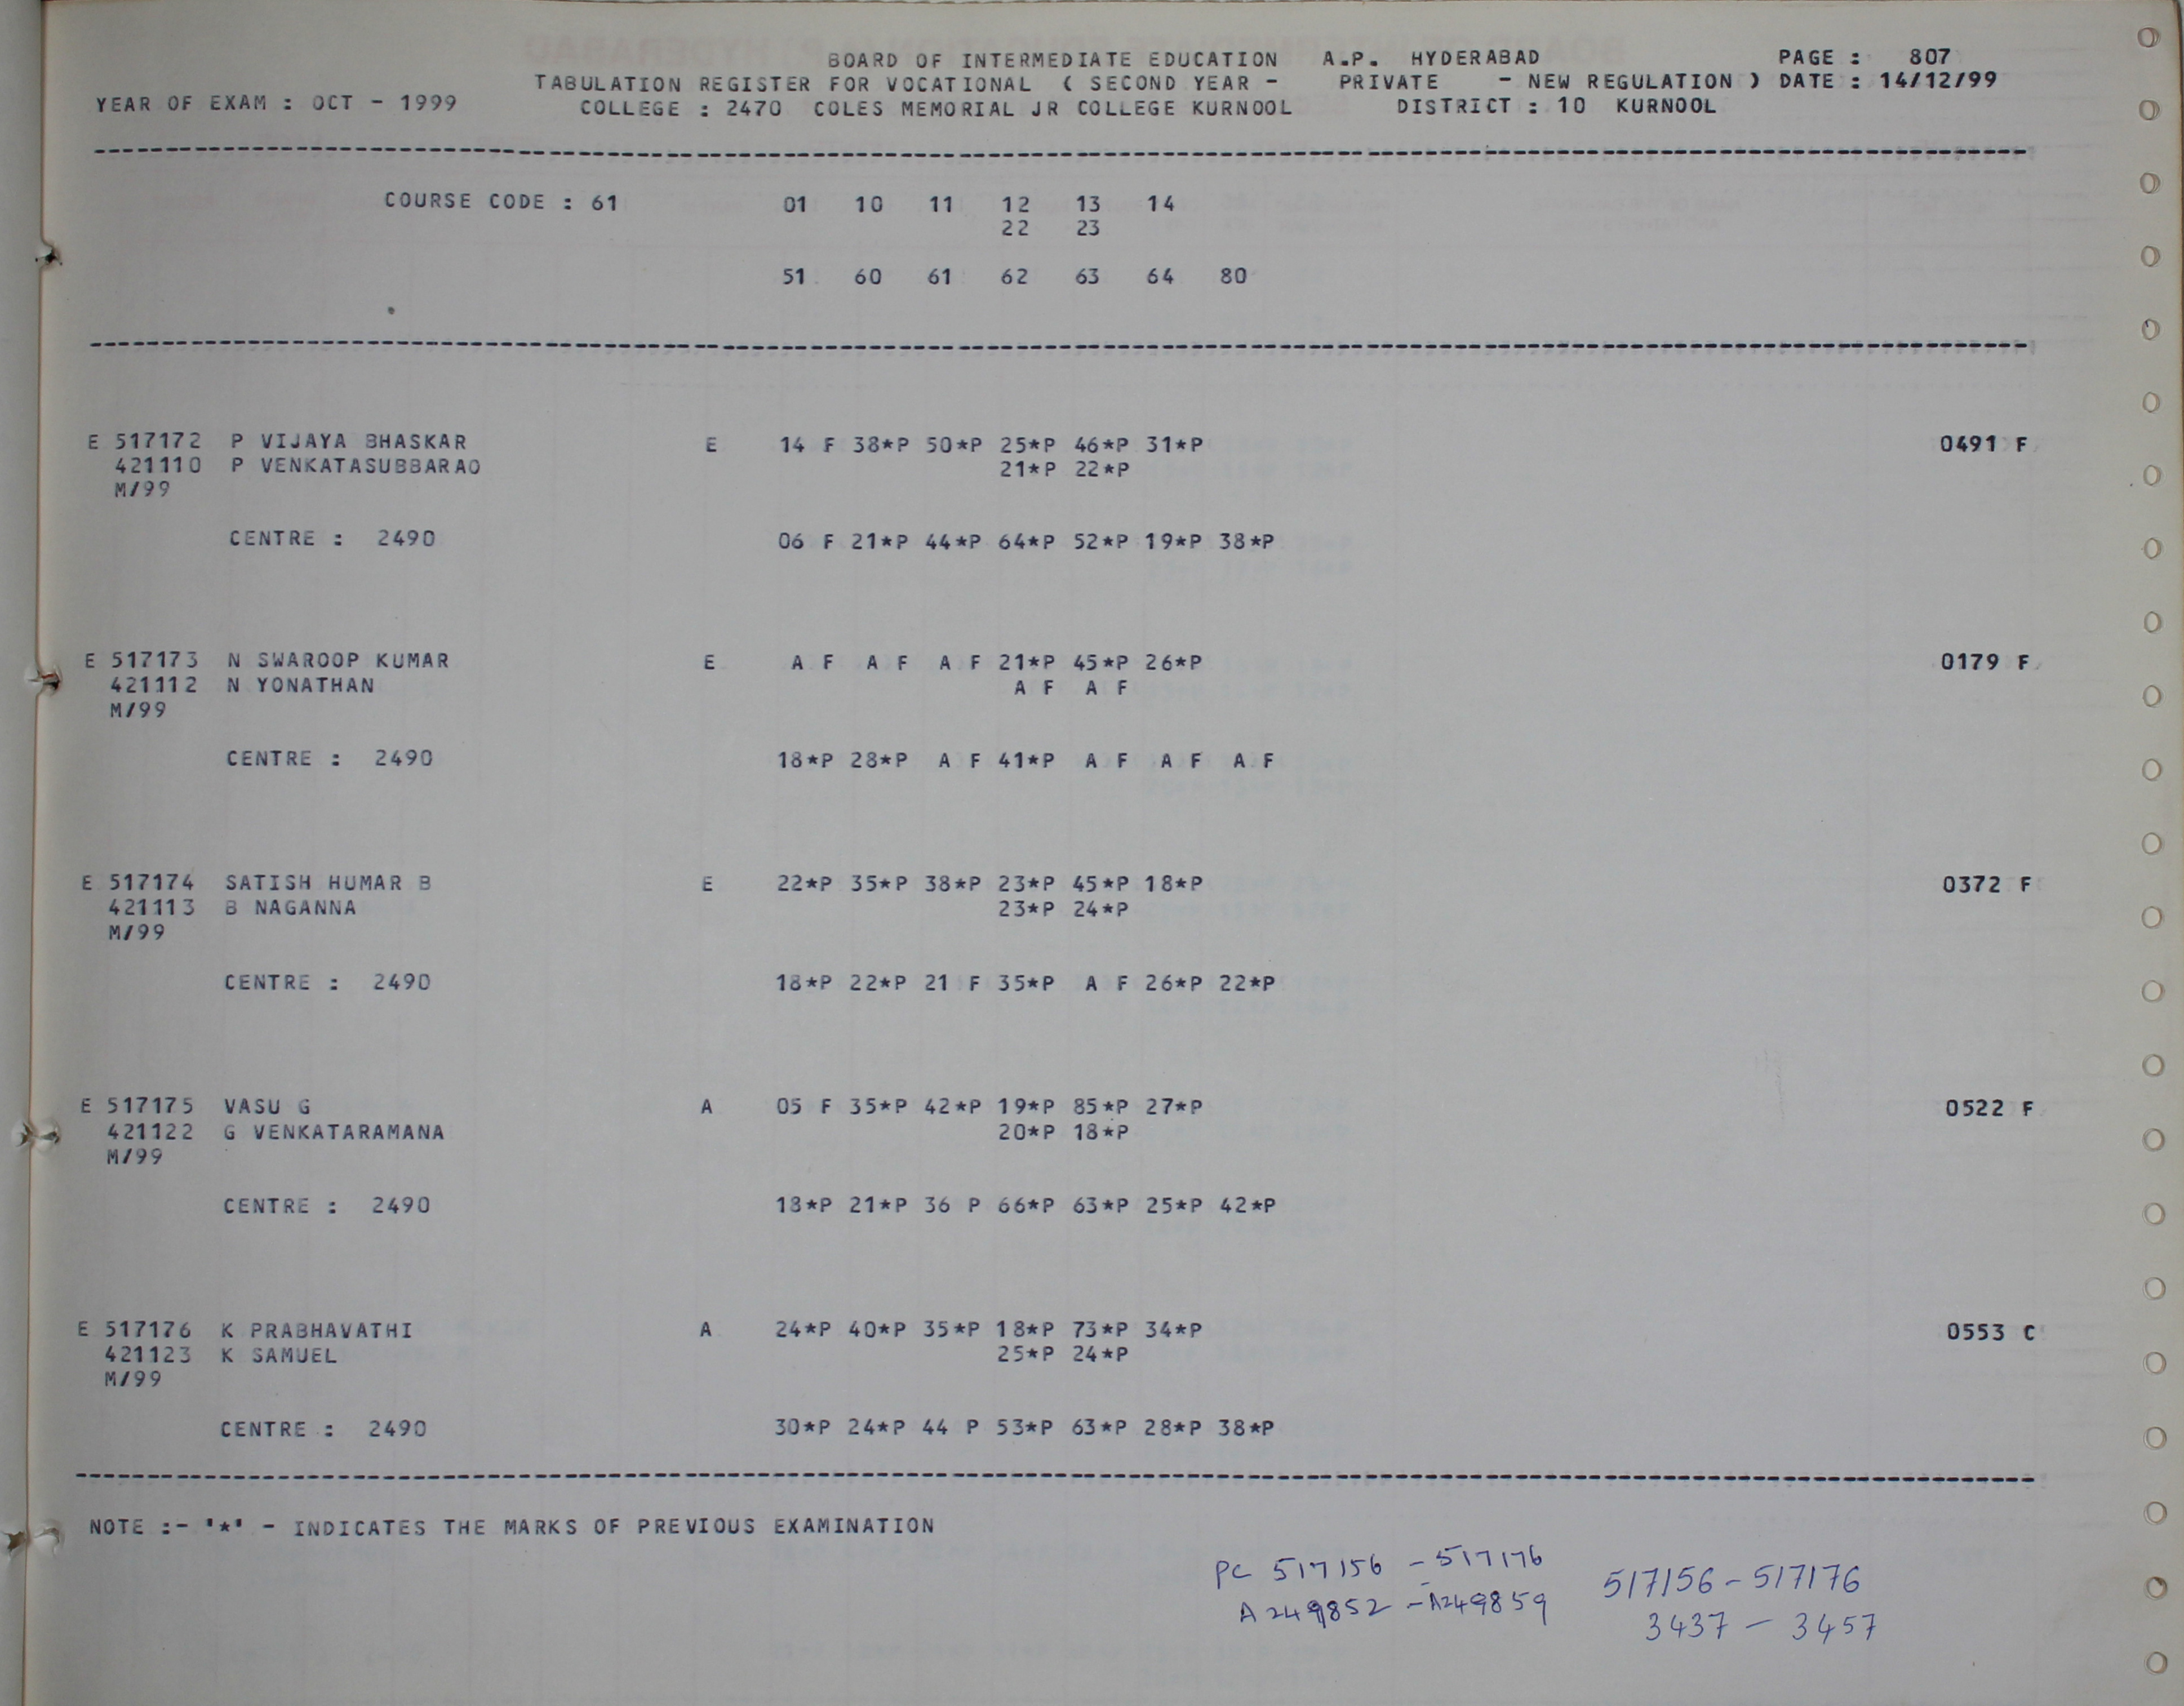 BOARD OF INTERMEDIATE EDUCATION A.P. HYDERABAD PAGE : 807
TABULATION REGISTER FOR VOCATIONAL ( SECOND YEAR - PRIVATE - NEW REGULATION ) DATE : 14/12/99
YEAR OF EXAM : OCT - 1999 COLLEGE : 2470 COLES MEMORIAL JR COLLEGE KURNOOL DISTRICT : 10 KURNOOL
COURSE CODE : 61 01 10 11 12 13 14
22 23
51 60 61 62 63 64 80
E 517172 P VIJAYA BHASKAR E 14 F 38*P 50*P 25*P 46*P 31*P 0491 F
421110 P VENKATASUBBARAO 21*P 22*P
M/99
CENTRE : 2490 06 F 21*P 44*P 64*P 52*P 19*P 38*P
E 517173 N SWAROOP KUMAR E A F A F A F 21*P 45*P 26*P 0179 F
421112 N YONATHAN A F A F
M/99
CENTRE : 2490 18*P 28*P A F 41*P A F A F A F
E 517174 SATISH HUMAR B E 22*P 35*P 38*P 23*P 45*P 18*P 0372 F
421113 B NAGANNA 23*P 24*P
M/99
CENTRE : 2490 18*P 22*P 21 F 35*P A F 26*P 22*P
E 517175 VASU G A 05 F 35*P 42*P 19*P 85*P 27*P 0522 F
421122 G VENKATARAMANA 20*P 18*P
M/99
CENTRE : 2490 18*P 21*P 36 P 66*P 63*P 25*P 42*P
E 517176 K PRABHAVATHI A 24*P 40*P 35*P 18*P 73*P 34*P 0553 C
421123 K SAMUEL 25*P 24*P
M/99
CENTRE : 2490 30*P 24*P 44 P 53*P 63*P 28*P 38*P
NOTE :- '*' - INDICATES THE MARKS OF PREVIOUS EXAMINATION
PC 517156 - 517176 517156 - 517176
A249852 - A249859 3437 - 3457